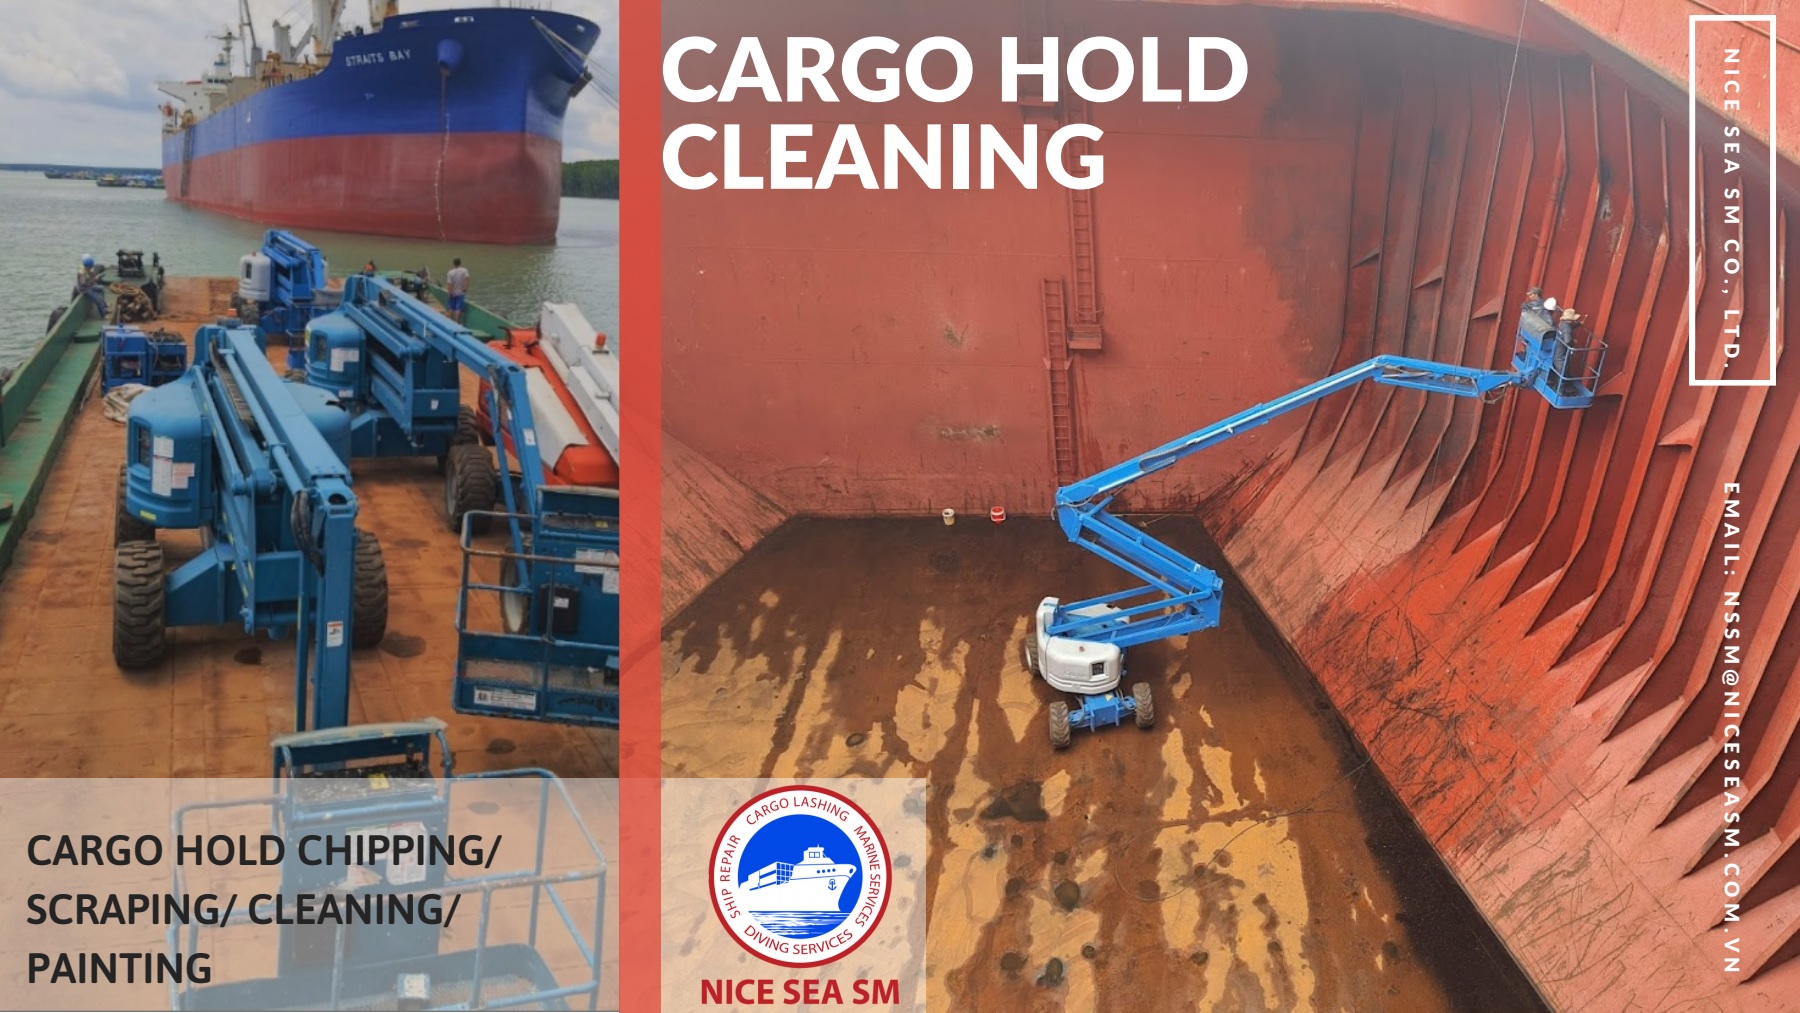 STRAITS BAY
CARGO HOLD
CLEANING
NICE SEA SM CO., LTD.
EMAIL: NSSM@NICESEASM.COM.VN
CARGO HOLD CHIPPING/
SCRAPING/ CLEANING/
PAINTING
SHIP REPAIR
CARGO LASHING
MARINE SERVICES
DIVING SERVICES
NICE SEA SM